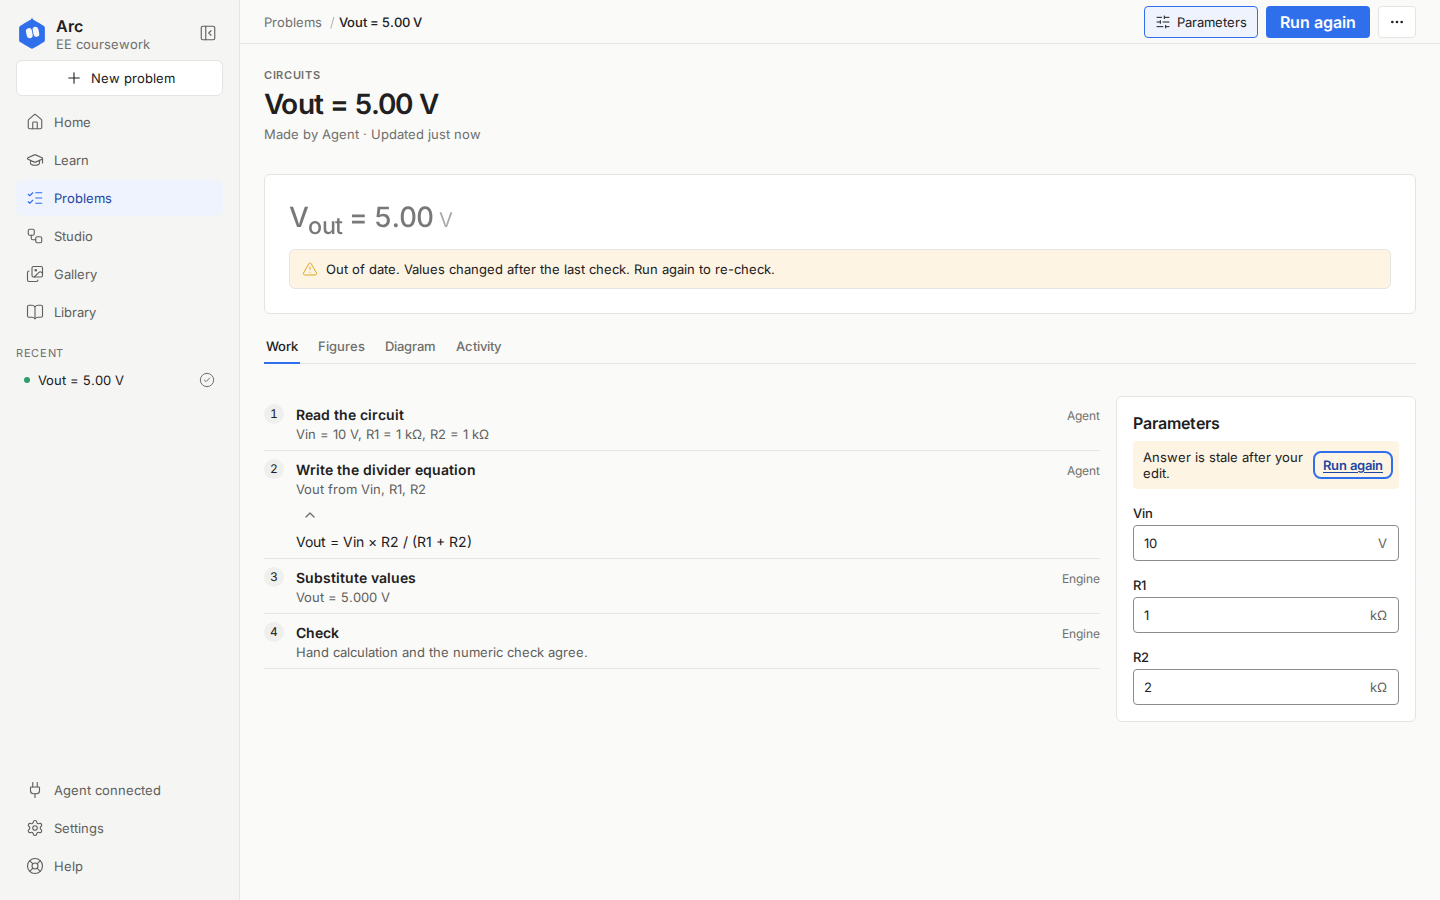 Arc
EE coursework
New problem
Home
Learn
Problems
Studio
Gallery
Library
RECENT
Vout = 5.00 V
Agent connected
Settings
Help
Problems / Vout = 5.00 V
Parameters
Run again
CIRCUITS
Vout = 5.00 V
Made by Agent · Updated just now
Vout = 5.00 V
Out of date. Values changed after the last check. Run again to re-check.
Work Figures Diagram Activity
1 Read the circuit Agent
Vin = 10 V, R1 = 1 kΩ, R2 = 1 kΩ
2 Write the divider equation Agent
Vout from Vin, R1, R2
Vout = Vin × R2 / (R1 + R2)
3 Substitute values Engine
Vout = 5.000 V
4 Check Engine
Hand calculation and the numeric check agree.
Parameters
Answer is stale after your
edit.
Run again
Vin
10 V
R1
1 kΩ
R2
2 kΩ